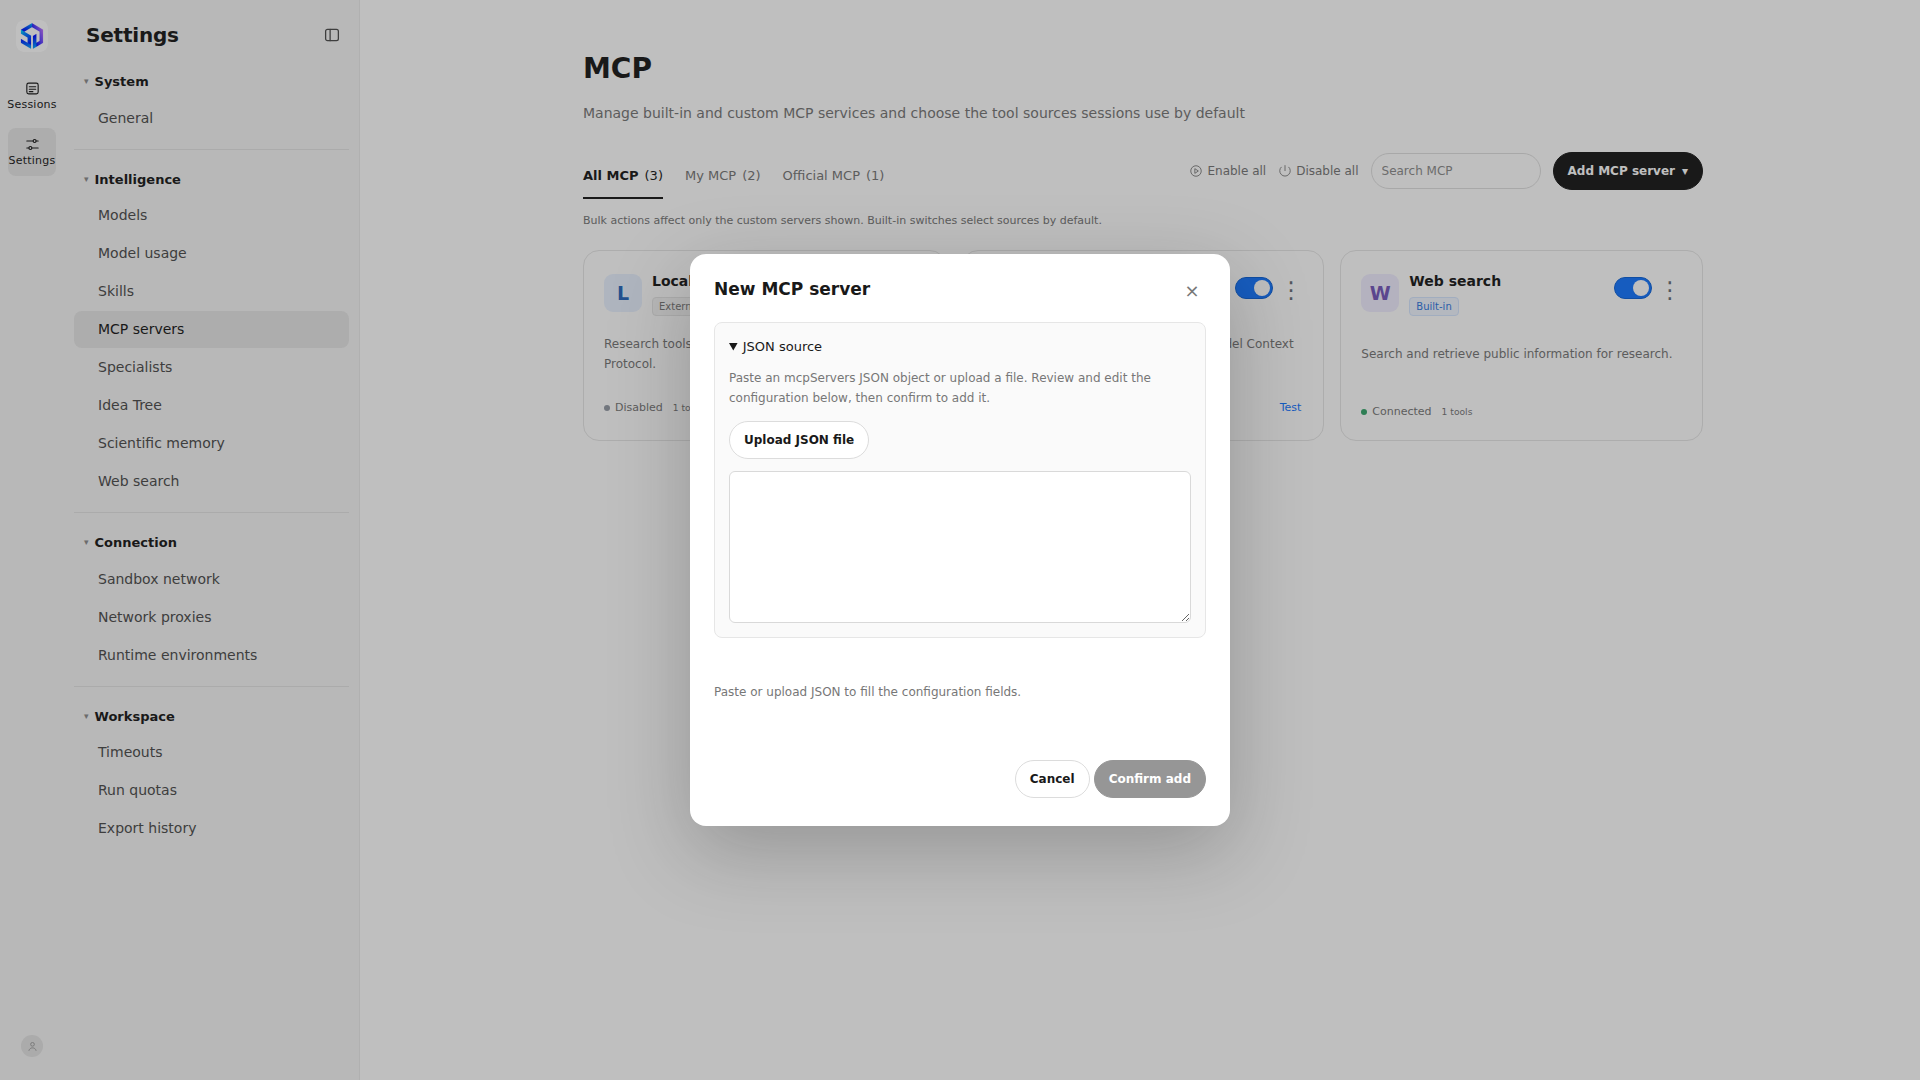 Settings
Sessions
Settings
System
General
Intelligence
Models
Model usage
Skills
MCP servers
Specialists
Idea Tree
Scientific memory
Web search
Connection
Sandbox network
Network proxies
Runtime environments
Workspace
Timeouts
Run quotas
Export history
MCP
Manage built-in and custom MCP services and choose the tool sources sessions use by default
All MCP (3)
My MCP (2)
Official MCP (1)
Enable all
Disable all
Search MCP
Add MCP server ▾
Bulk actions affect only the custom servers shown. Built-in switches select sources by default.
L
Local
Research tools
Protocol.
Disabled
Context
Test
W
Web search
Built-in
Search and retrieve public information for research.
Connected
1 tools
New MCP server
JSON source
Paste an mcpServers JSON object or upload a file. Review and edit the
configuration below, then confirm to add it.
Upload JSON file
Paste or upload JSON to fill the configuration fields.
Cancel
Confirm add